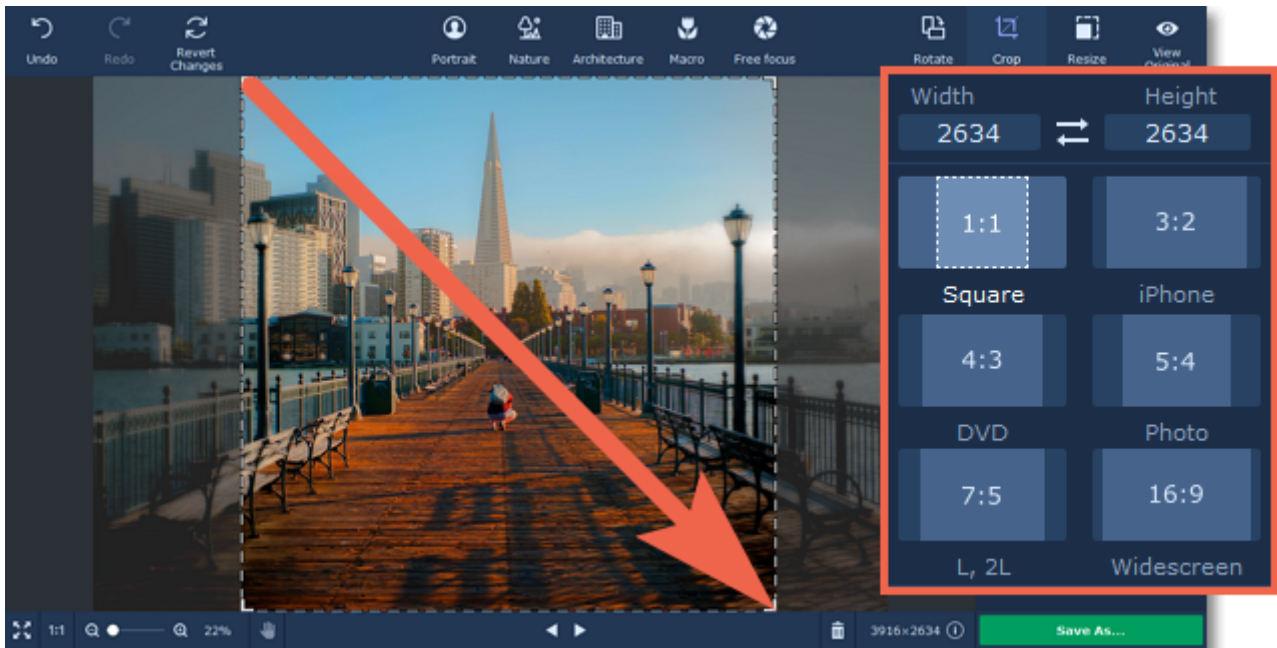 Undo
Redo
Revert
Changes
Portrait
Nature
Architecture
Macro
Free focus
Rotate
Crop
Resize
View
Original
Width
Height
2634
2634
1:1
3:2
Square
iPhone
4:3
5:4
DVD
Photo
7:5
16:9
L, 2L
Widescreen
1:1
22%
3916×2634
Save As...